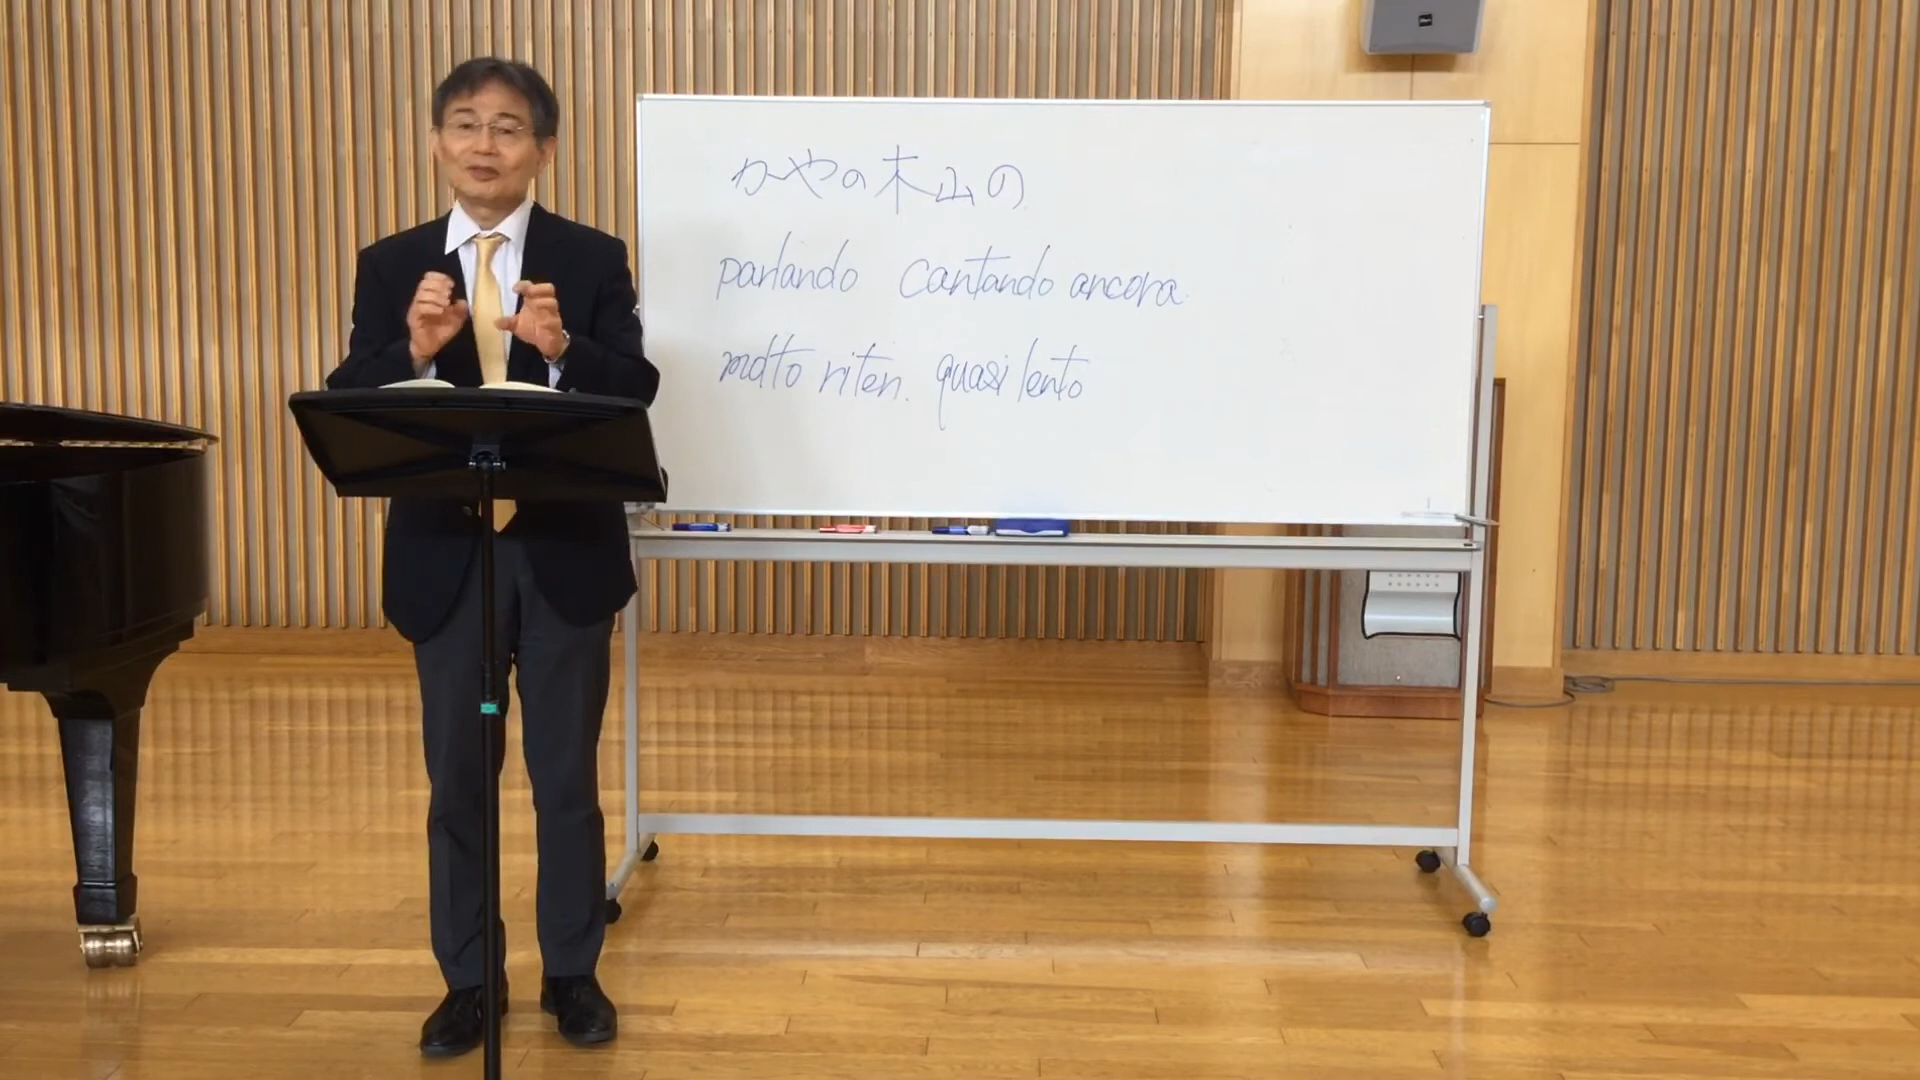 かやの木山の
parlando cantando ancora
molto riten. quasi lento